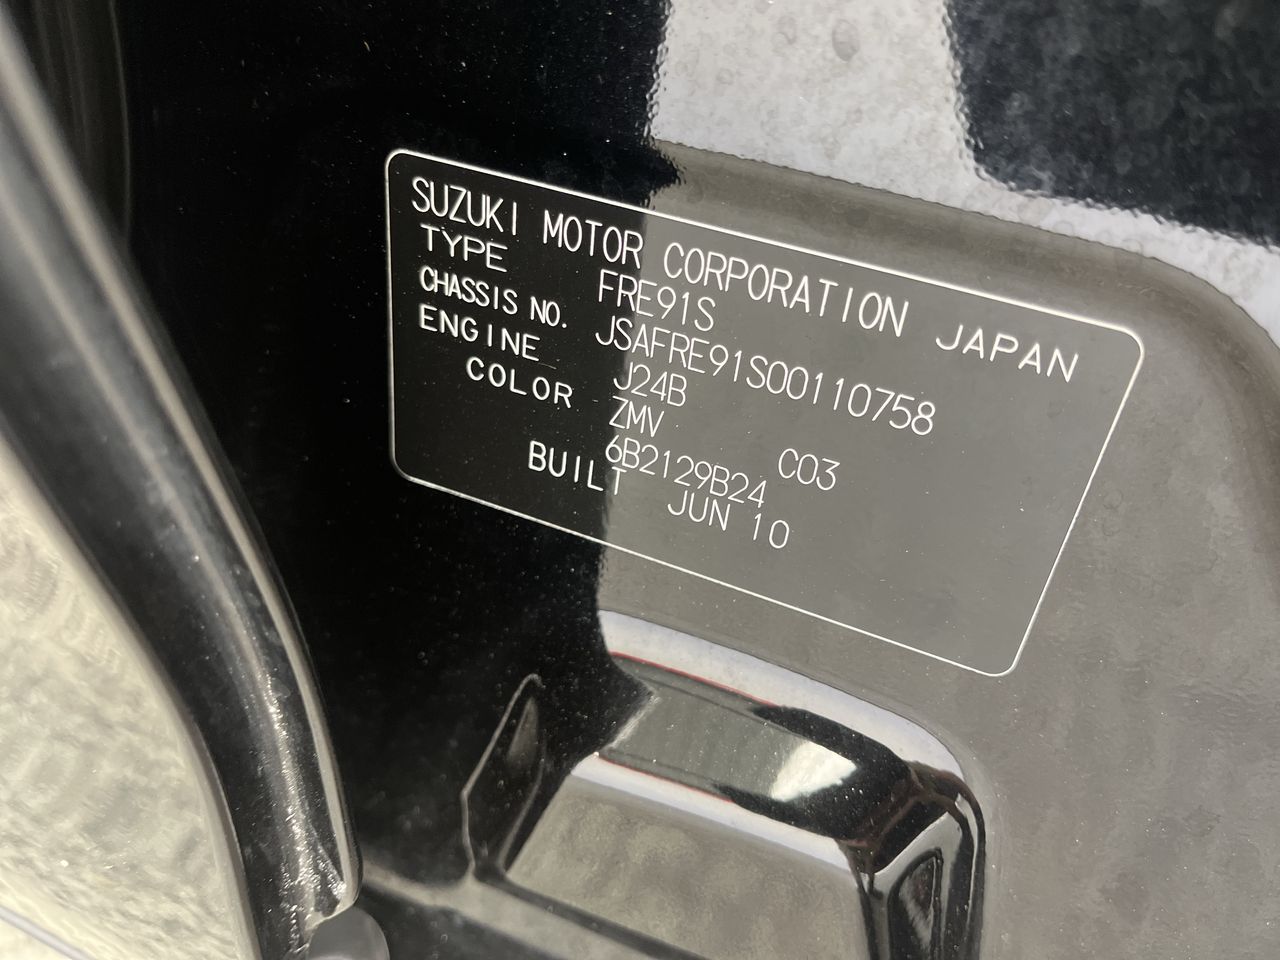 SUZUKI MOTOR CORPORATION JAPAN
TYPE FRE91S
CHASSIS NO. JSAFRE91S00110758
ENGINE J24B
COLOR ZMV C03
6B2129B24
BUILT JUN 10